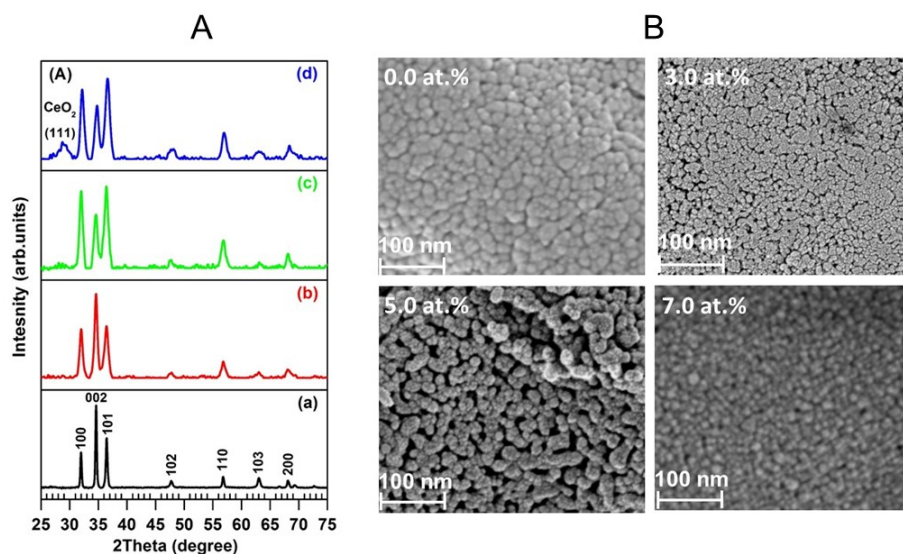 A
B
(A)
(d)
CeO2
(111)
(c)
(b)
(a)
100
002
101
102
110
103
200
Intesnity (arb.units)
25 30 35 40 45 50 55 60 65 70 75
2Theta (degree)
0.0 at.%
100 nm
3.0 at.%
100 nm
5.0 at.%
100 nm
7.0 at.%
100 nm